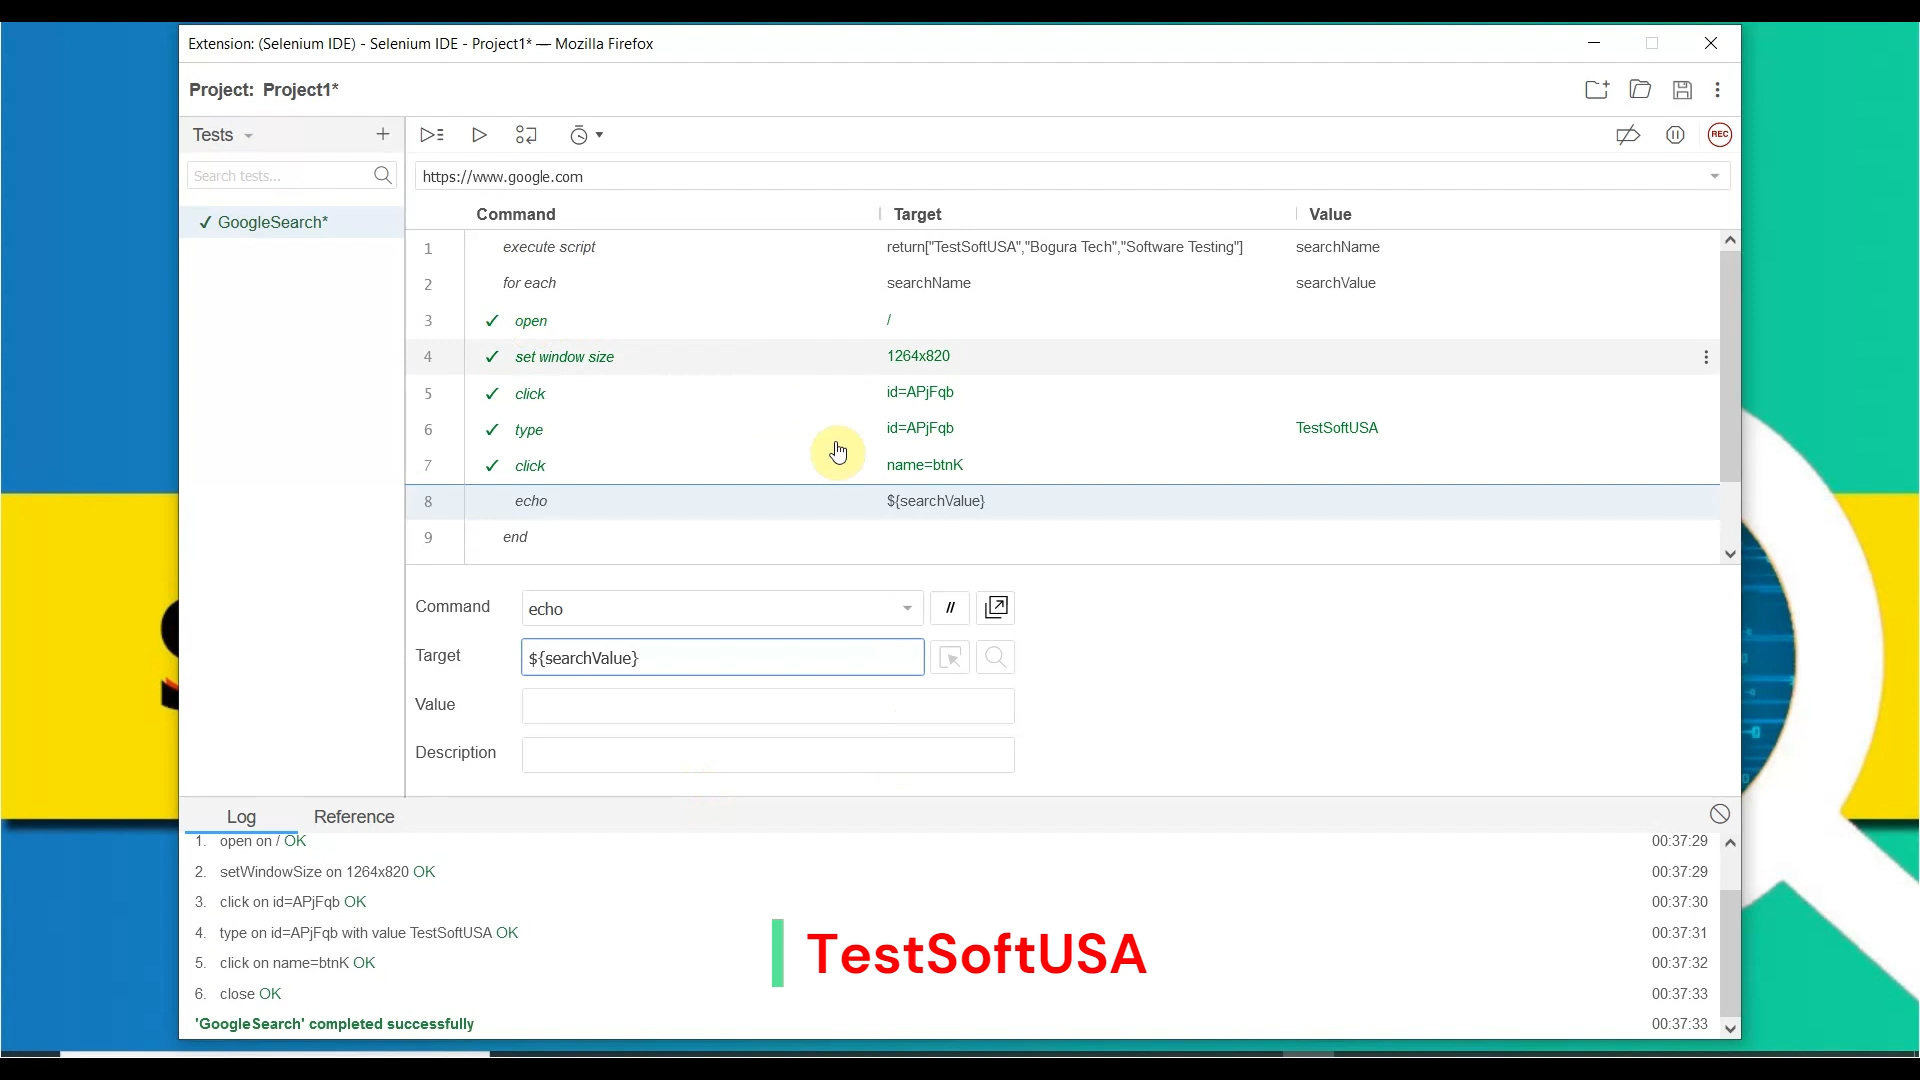 Extension: (Selenium IDE) - Selenium IDE - Project1* — Mozilla Firefox
Project: Project1*
Tests
REC
Search tests...
https://www.google.com
Command Target Value
GoogleSearch*
1 execute script return["TestSoftUSA","Bogura Tech","Software Testing"] searchName
2 for each searchName searchValue
3 open /
4 set window size 1264x820
5 click id=APjFqb
6 type id=APjFqb TestSoftUSA
7 click name=btnK
8 echo ${searchValue}
9 end
Command echo //
Target ${searchValue}
Value
Description
Log Reference
1. open on / OK 00:37:29
2. setWindowSize on 1264x820 OK 00:37:29
3. click on id=APjFqb OK 00:37:30
4. type on id=APjFqb with value TestSoftUSA OK 00:37:31
5. click on name=btnK OK 00:37:32
6. close OK 00:37:33
'GoogleSearch' completed successfully 00:37:33
TestSoftUSA